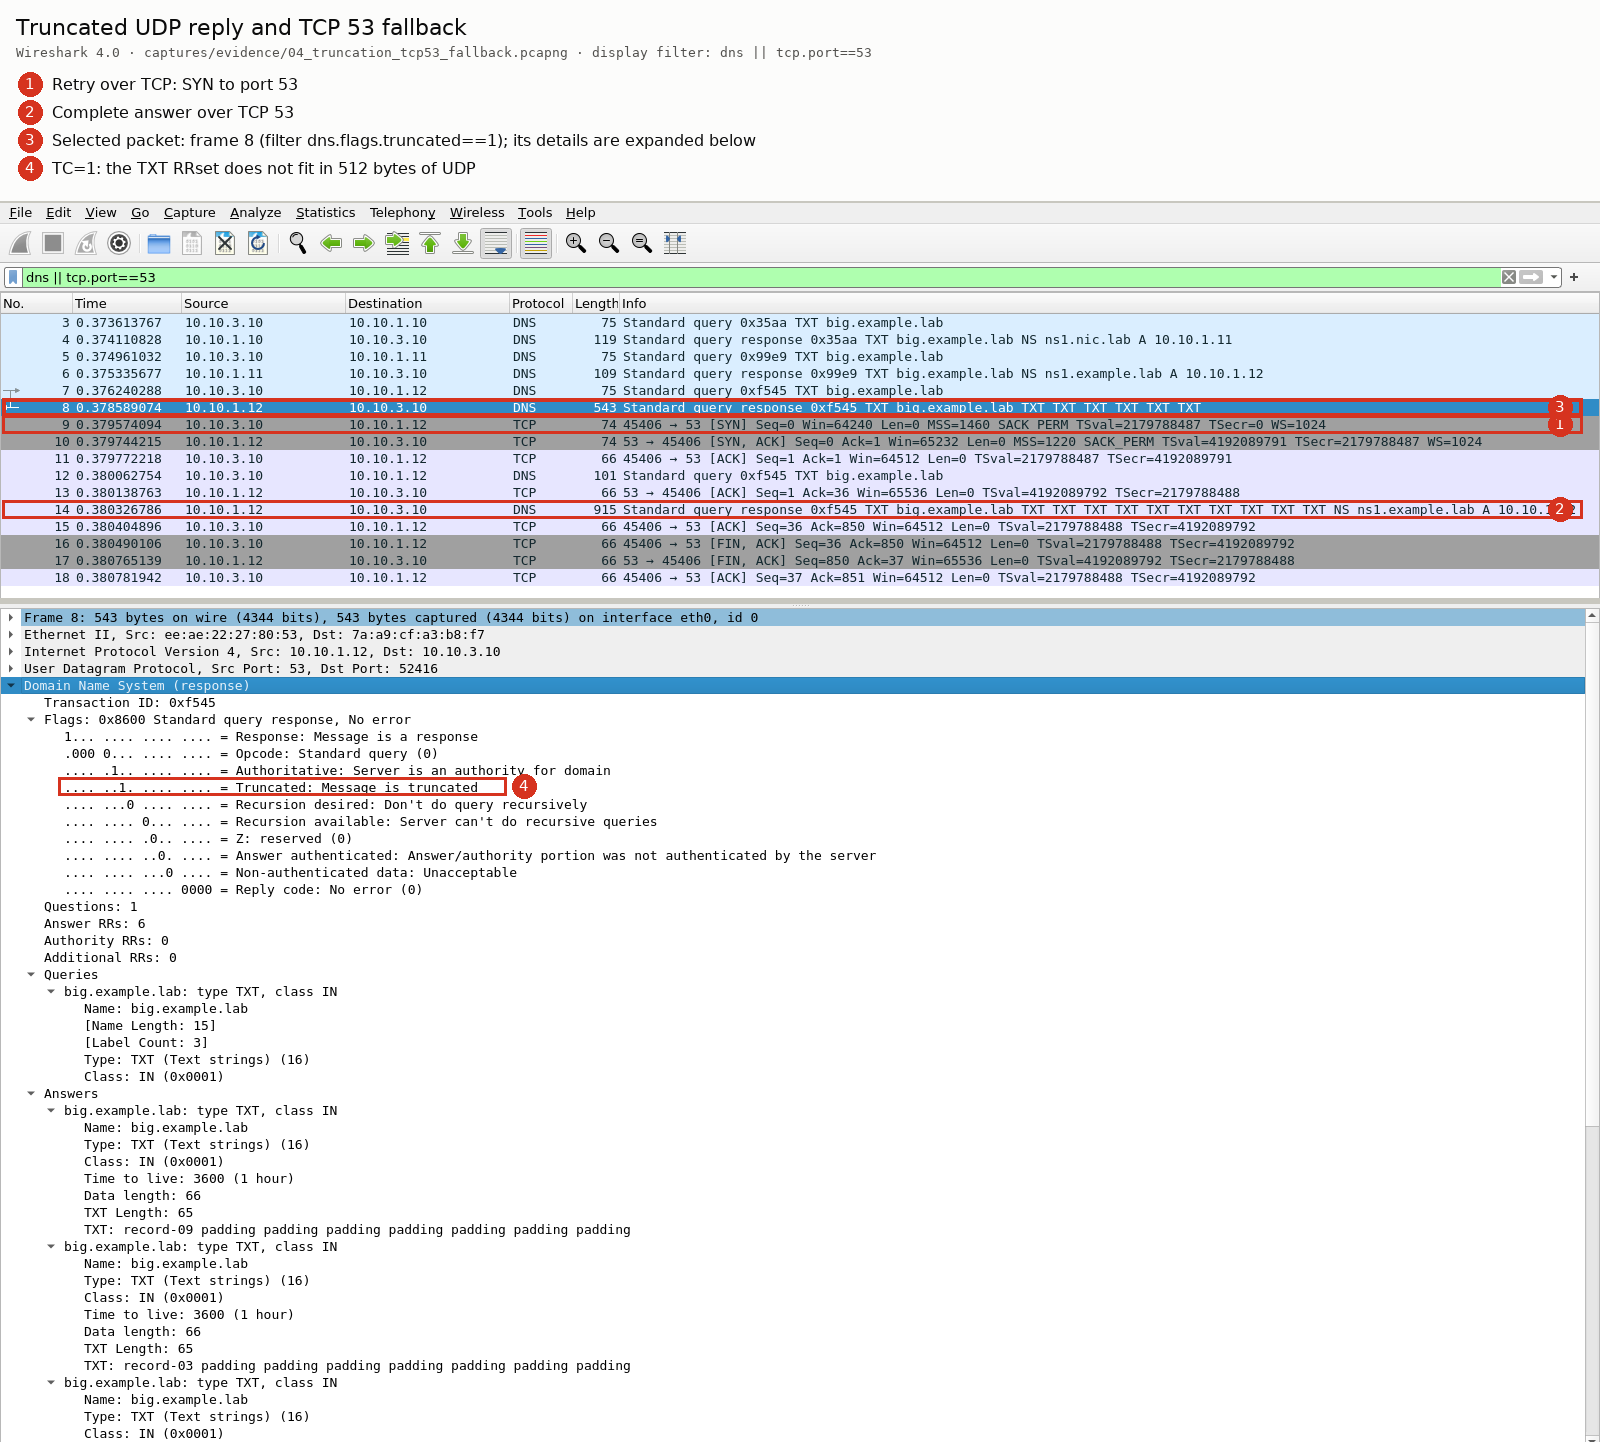 Truncated UDP reply and TCP 53 fallback
Wireshark 4.0 · captures/evidence/04_truncation_tcp53_fallback.pcapng · display filter: dns || tcp.port==53
1 Retry over TCP: SYN to port 53
2 Complete answer over TCP 53
3 Selected packet: frame 8 (filter dns.flags.truncated==1); its details are expanded below
4 TC=1: the TXT RRset does not fit in 512 bytes of UDP
File Edit View Go Capture Analyze Statistics Telephony Wireless Tools Help
dns || tcp.port==53
No. Time Source Destination Protocol Length Info
3 0.373613767 10.10.3.10 10.10.1.10 DNS 75 Standard query 0x35aa TXT big.example.lab
4 0.374110828 10.10.1.10 10.10.3.10 DNS 119 Standard query response 0x35aa TXT big.example.lab NS ns1.nic.lab A 10.10.1.11
5 0.374961032 10.10.3.10 10.10.1.11 DNS 75 Standard query 0x99e9 TXT big.example.lab
6 0.375335677 10.10.1.11 10.10.3.10 DNS 109 Standard query response 0x99e9 TXT big.example.lab NS ns1.example.lab A 10.10.1.12
7 0.376240288 10.10.3.10 10.10.1.12 DNS 75 Standard query 0xf545 TXT big.example.lab
8 0.378589074 10.10.1.12 10.10.3.10 DNS 543 Standard query response 0xf545 TXT big.example.lab TXT TXT TXT TXT TXT TXT 3
9 0.379574094 10.10.3.10 10.10.1.12 TCP 74 45406 → 53 [SYN] Seq=0 Win=64240 Len=0 MSS=1460 SACK_PERM TSval=2179788487 TSecr=0 WS=1024 1
10 0.379744215 10.10.1.12 10.10.3.10 TCP 74 53 → 45406 [SYN, ACK] Seq=0 Ack=1 Win=65232 Len=0 MSS=1220 SACK_PERM TSval=4192089791 TSecr=2179788487 WS=1024
11 0.379772218 10.10.3.10 10.10.1.12 TCP 66 45406 → 53 [ACK] Seq=1 Ack=1 Win=64512 Len=0 TSval=2179788487 TSecr=4192089791
12 0.380062754 10.10.3.10 10.10.1.12 DNS 101 Standard query 0xf545 TXT big.example.lab
13 0.380138763 10.10.1.12 10.10.3.10 TCP 66 53 → 45406 [ACK] Seq=1 Ack=36 Win=65536 Len=0 TSval=4192089792 TSecr=2179788488
14 0.380326786 10.10.1.12 10.10.3.10 DNS 915 Standard query response 0xf545 TXT big.example.lab TXT TXT TXT TXT TXT TXT TXT TXT TXT TXT NS ns1.example.lab A 2
15 0.380404896 10.10.3.10 10.10.1.12 TCP 66 45406 → 53 [ACK] Seq=36 Ack=850 Win=64512 Len=0 TSval=2179788488 TSecr=4192089792
16 0.380490106 10.10.3.10 10.10.1.12 TCP 66 45406 → 53 [FIN, ACK] Seq=36 Ack=850 Win=64512 Len=0 TSval=2179788488 TSecr=4192089792
17 0.380765139 10.10.1.12 10.10.3.10 TCP 66 53 → 45406 [FIN, ACK] Seq=850 Ack=37 Win=65536 Len=0 TSval=4192089792 TSecr=2179788488
18 0.380781942 10.10.3.10 10.10.1.12 TCP 66 45406 → 53 [ACK] Seq=37 Ack=851 Win=64512 Len=0 TSval=2179788488 TSecr=4192089792
Frame 8: 543 bytes on wire (4344 bits), 543 bytes captured (4344 bits) on interface eth0, id 0
Ethernet II, Src: ee:ae:22:27:80:53, Dst: 7a:a9:cf:a3:b8:f7
Internet Protocol Version 4, Src: 10.10.1.12, Dst: 10.10.3.10
User Datagram Protocol, Src Port: 53, Dst Port: 52416
Domain Name System (response)
Transaction ID: 0xf545
Flags: 0x8600 Standard query response, No error
1... .... .... .... = Response: Message is a response
.000 0... .... .... = Opcode: Standard query (0)
.... .1.. .... .... = Authoritative: Server is an authority for domain
.... ..1. .... .... = Truncated: Message is truncated 4
.... ...0 .... .... = Recursion desired: Don't do query recursively
.... .... 0... .... = Recursion available: Server can't do recursive queries
.... .... .0.. .... = Z: reserved (0)
.... .... ..0. .... = Answer authenticated: Answer/authority portion was not authenticated by the server
.... .... ...0 .... = Non-authenticated data: Unacceptable
.... .... .... 0000 = Reply code: No error (0)
Questions: 1
Answer RRs: 6
Authority RRs: 0
Additional RRs: 0
Queries
big.example.lab: type TXT, class IN
Name: big.example.lab
[Name Length: 15]
[Label Count: 3]
Type: TXT (Text strings) (16)
Class: IN (0x0001)
Answers
big.example.lab: type TXT, class IN
Name: big.example.lab
Type: TXT (Text strings) (16)
Class: IN (0x0001)
Time to live: 3600 (1 hour)
Data length: 66
TXT Length: 65
TXT: record-09 padding padding padding padding padding padding padding
big.example.lab: type TXT, class IN
Name: big.example.lab
Type: TXT (Text strings) (16)
Class: IN (0x0001)
Time to live: 3600 (1 hour)
Data length: 66
TXT Length: 65
TXT: record-03 padding padding padding padding padding padding padding
big.example.lab: type TXT, class IN
Name: big.example.lab
Type: TXT (Text strings) (16)
Class: IN (0x0001)